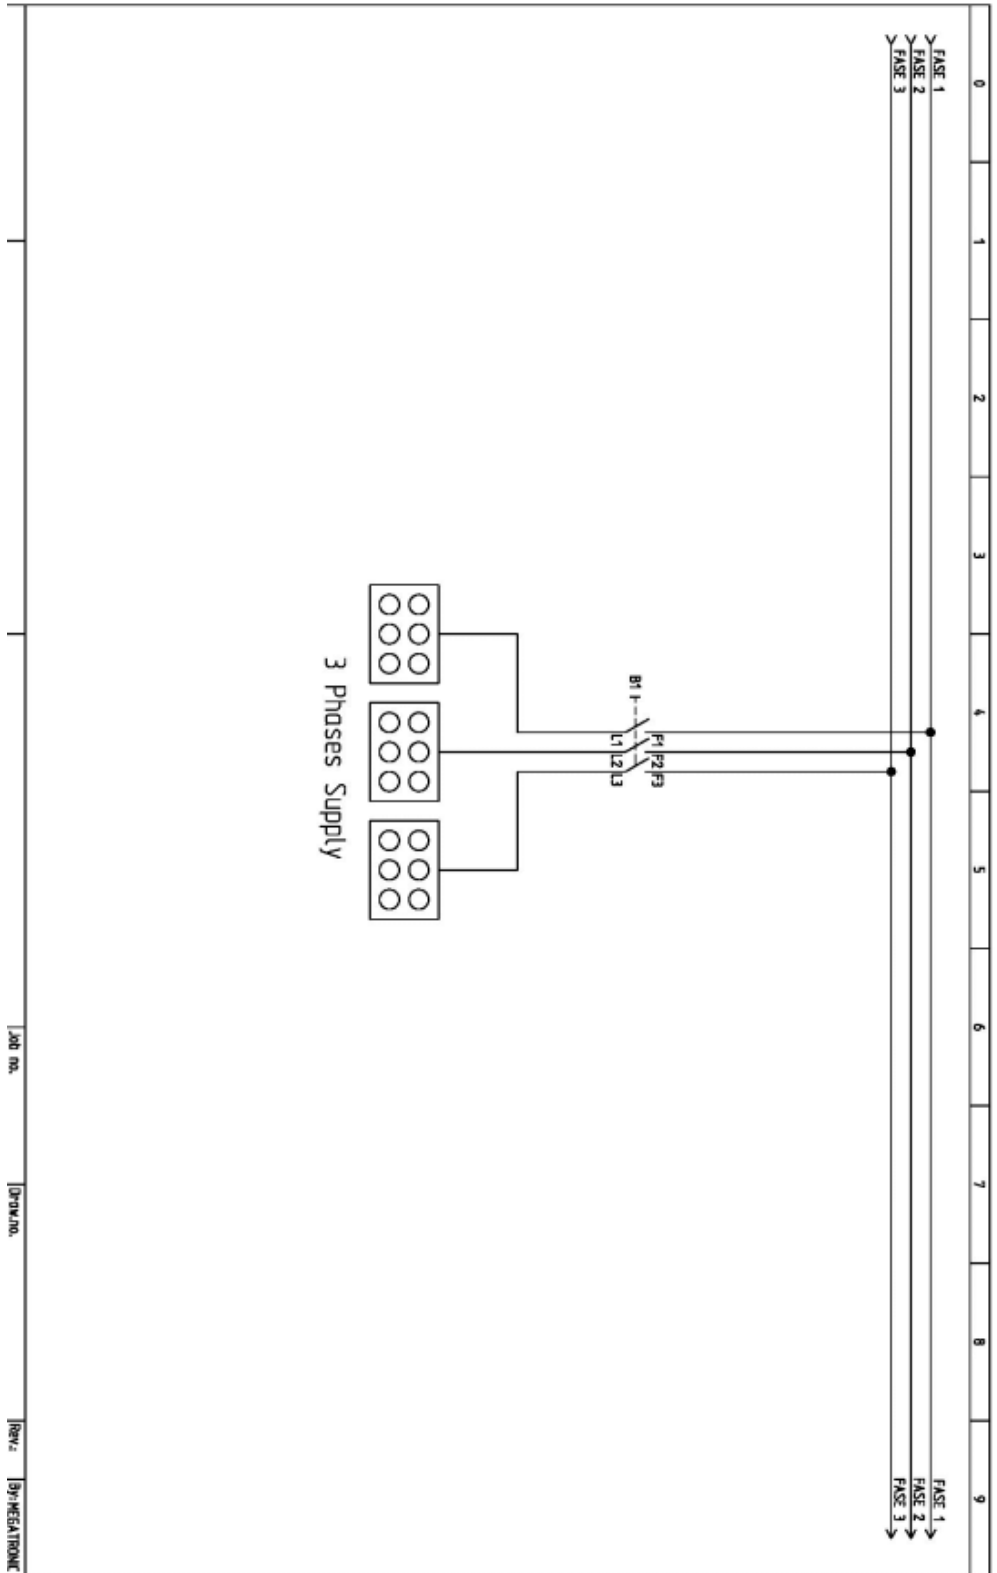 0 1 2 3 4 5 6 7 8 9
FASE 1 FASE 1
FASE 2 FASE 2
FASE 3 FASE 3
F1 F2 F3
B1
L1 L2 L3
3 Phases Supply
Job no. Draw.no. Rev.: By:MEGATRONIC